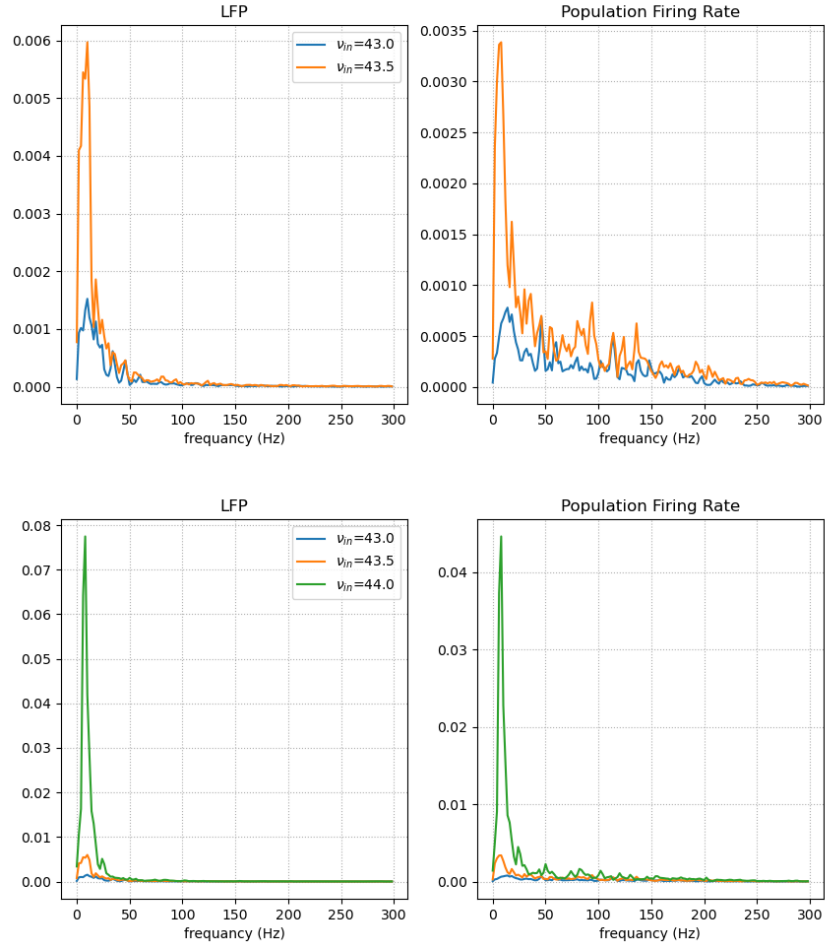 LFP
0.006
0.005
0.004
0.003
0.002
0.001
0.000
0 50 100 150 200 250 300
frequancy (Hz)
ν_in=43.0
ν_in=43.5
Population Firing Rate
0.0035
0.0030
0.0025
0.0020
0.0015
0.0010
0.0005
0.0000
0 50 100 150 200 250 300
frequancy (Hz)
LFP
0.08
0.07
0.06
0.05
0.04
0.03
0.02
0.01
0.00
0 50 100 150 200 250 300
frequancy (Hz)
ν_in=43.0
ν_in=43.5
ν_in=44.0
Population Firing Rate
0.04
0.03
0.02
0.01
0.00
0 50 100 150 200 250 300
frequancy (Hz)